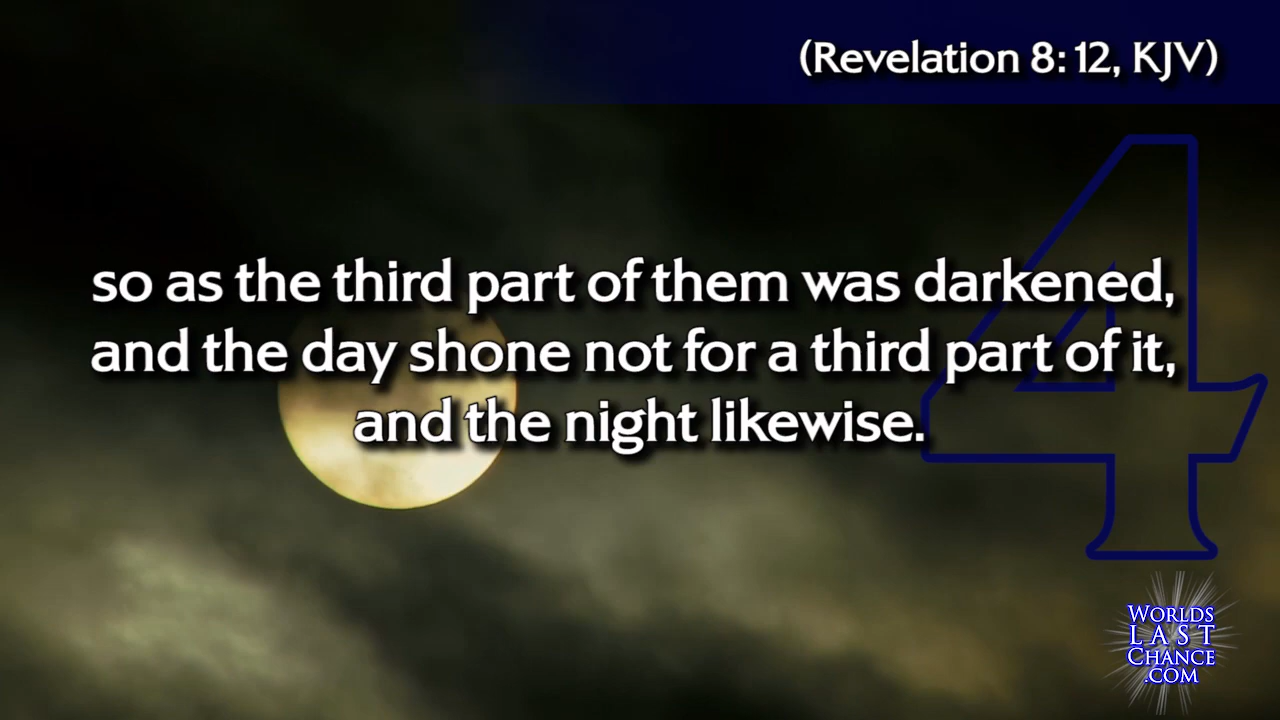 (Revelation 8:12, KJV)
4
so as the third part of them was darkened,
and the day shone not for a third part of it,
and the night likewise.
WORLDS
LAST
CHANCE
.COM